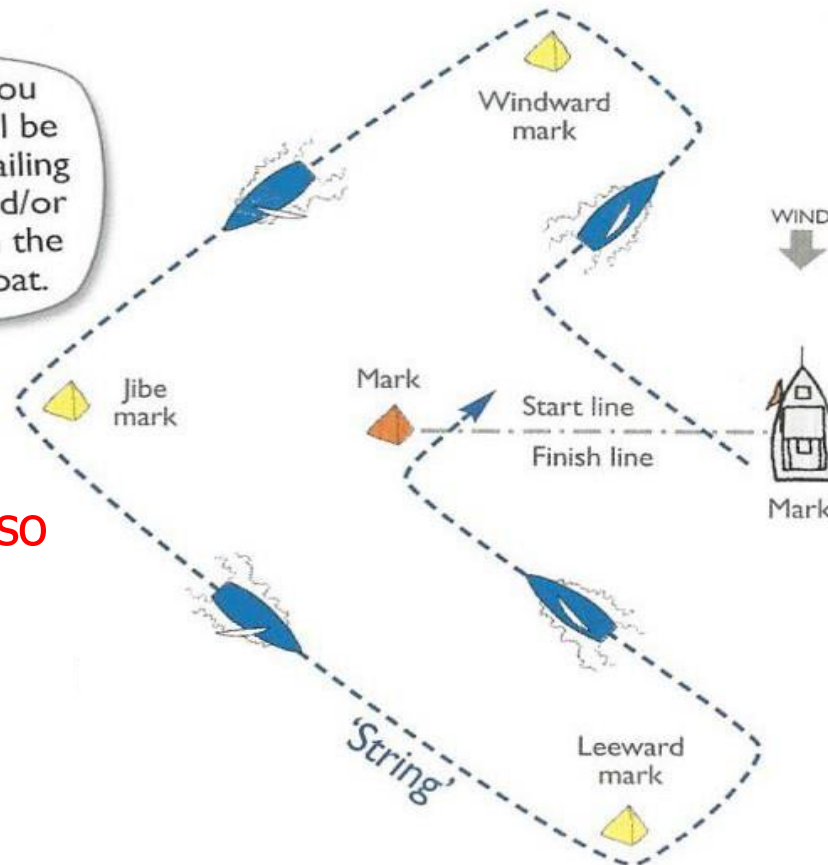 ou
l be
ailing
d/or
the
oat.
Windward
mark
WIND
Jibe
mark
Mark
Start line
Finish line
Mark
so
'String'
Leeward
mark